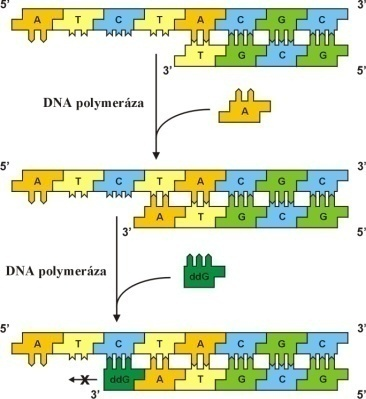 5' 3'
A T C T A C G C
T G C G
3' 5'
DNA polymeráza
A
5' 3'
A T C T A C G C
A T G C G
3' 5'
DNA polymeráza
ddG
5' 3'
A T C T A C G C
X ddG A T G C G
3' 5'